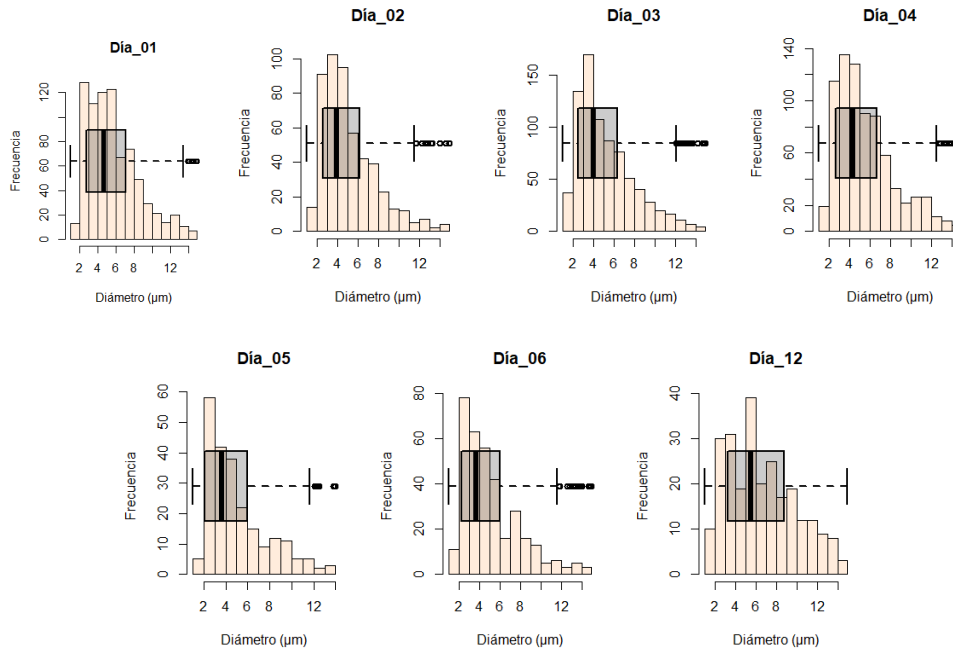 Día_01
Frecuencia
0 20 40 60 80 120
2 4 6 8 12
Diámetro (µm)
Día_02
Frecuencia
0 20 40 60 80 100
2 4 6 8 12
Diámetro (µm)
Día_03
Frecuencia
0 50 100 150
2 4 6 8 12
Diámetro (µm)
Día_04
Frecuencia
0 20 60 100 140
2 4 6 8 12
Diámetro (µm)
Día_05
Frecuencia
0 10 20 30 40 50 60
2 4 6 8 12
Diámetro (µm)
Día_06
Frecuencia
0 20 40 60 80
2 4 6 8 12
Diámetro (µm)
Día_12
Frecuencia
0 10 20 30 40
2 4 6 8 12
Diámetro (µm)